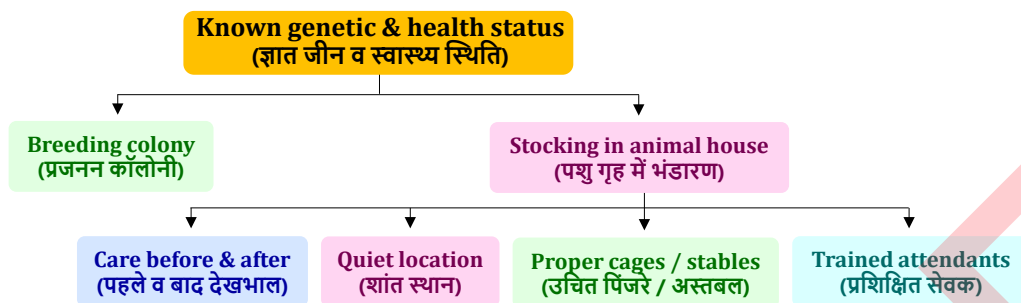 Known genetic & health status
(ज्ञात जीन व स्वास्थ्य स्थिति)
Breeding colony
(प्रजनन कॉलोनी)
Stocking in animal house
(पशु गृह में भंडारण)
Care before & after
(पहले व बाद देखभाल)
Quiet location
(शांत स्थान)
Proper cages / stables
(उचित पिंजरे / अस्तबल)
Trained attendants
(प्रशिक्षित सेवक)